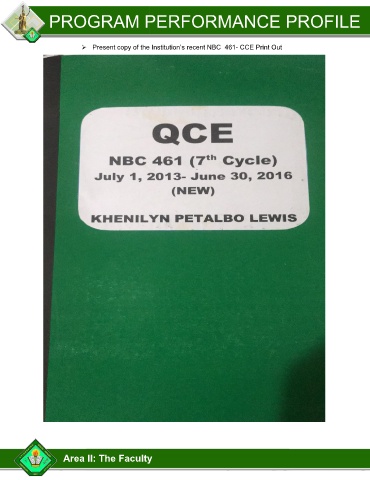 PROGRAM PERFORMANCE PROFILE
➢ Present copy of the Institution's recent NBC 461- CCE Print Out
QCE
NBC 461 (7th Cycle)
July 1, 2013- June 30, 2016
(NEW)
KHENILYN PETALBO LEWIS
Area II: The Faculty